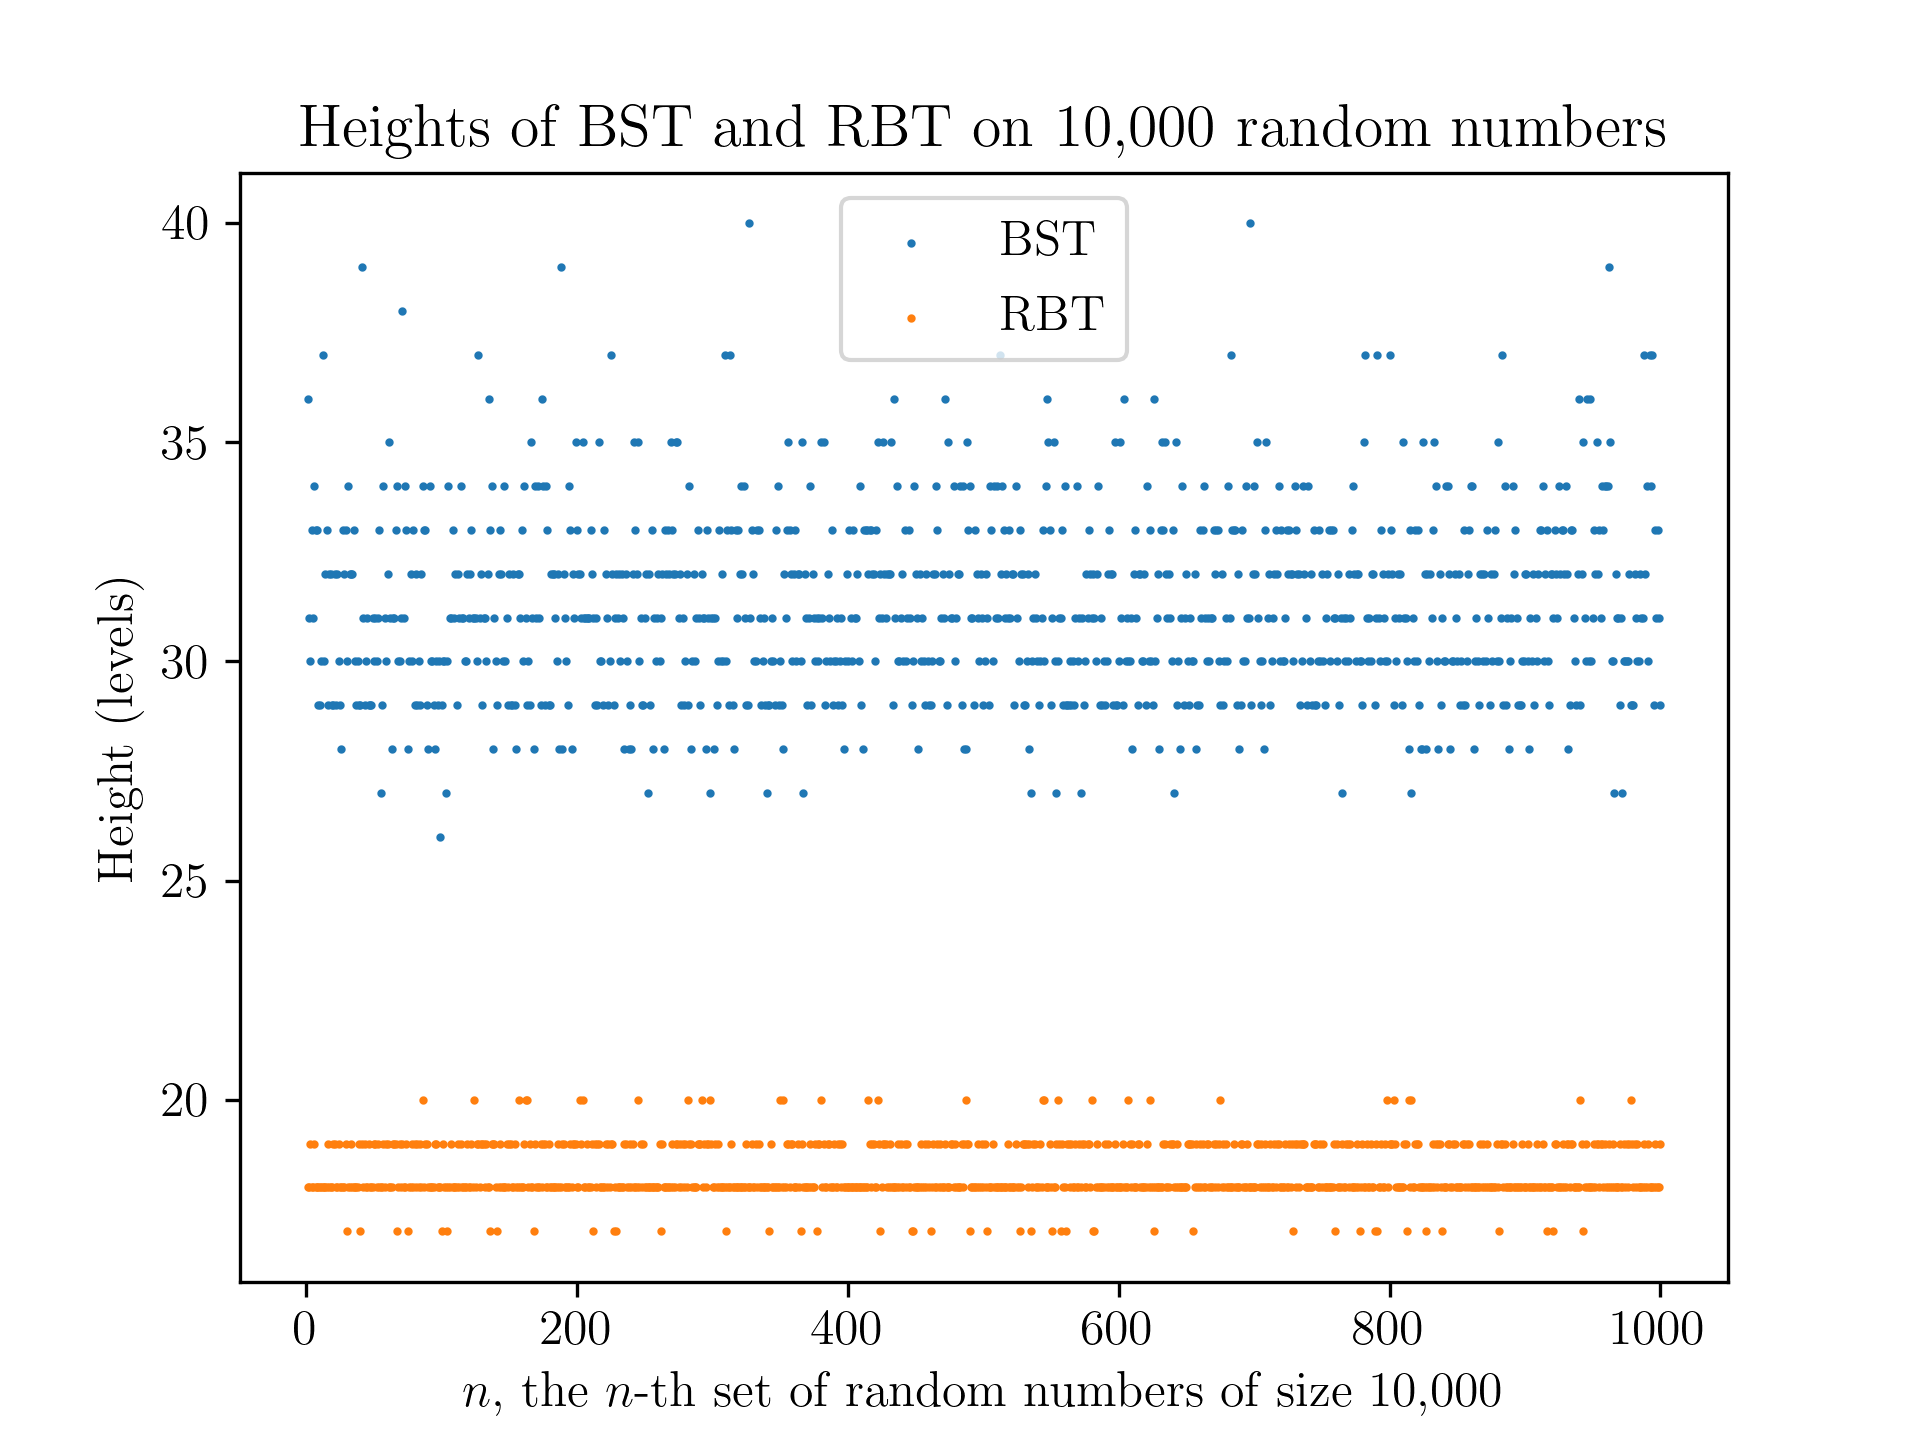 Heights of BST and RBT on 10,000 random numbers
BST
RBT
Height (levels)
40
35
30
25
20
0 200 400 600 800 1000
n, the n-th set of random numbers of size 10,000